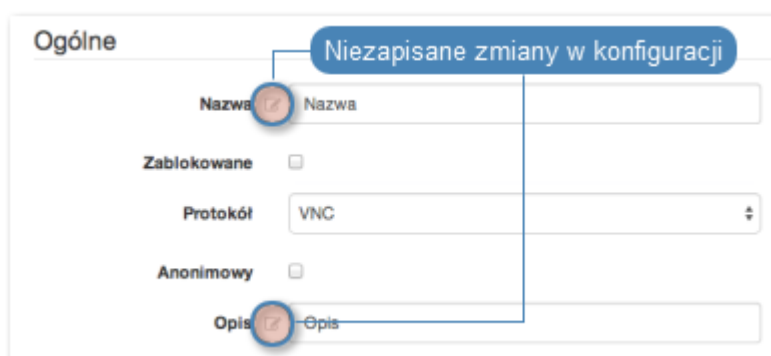 Ogólne
Niezapisane zmiany w konfiguracji
Nazwa Nazwa
Zablokowane
Protokół VNC
Anonimowy
Opis Opis